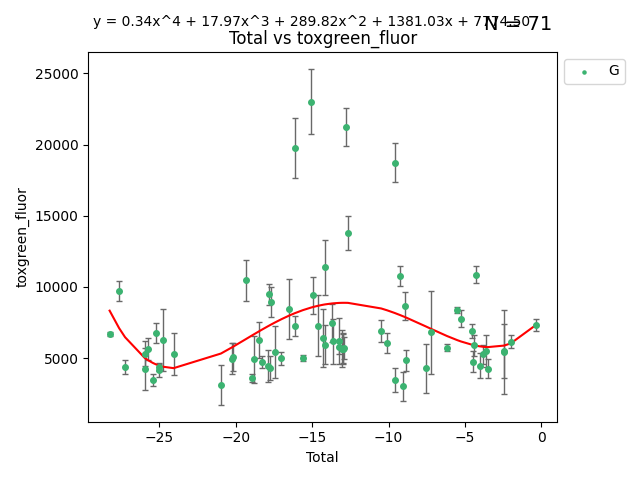 y = 0.34x^4 + 17.97x^3 + 289.82x^2 + 1381.03x +
N = 71
Total vs toxgreen_fluor
G
25000
20000
15000
10000
5000
toxgreen_fluor
−25 −20 −15 −10 −5 0
Total